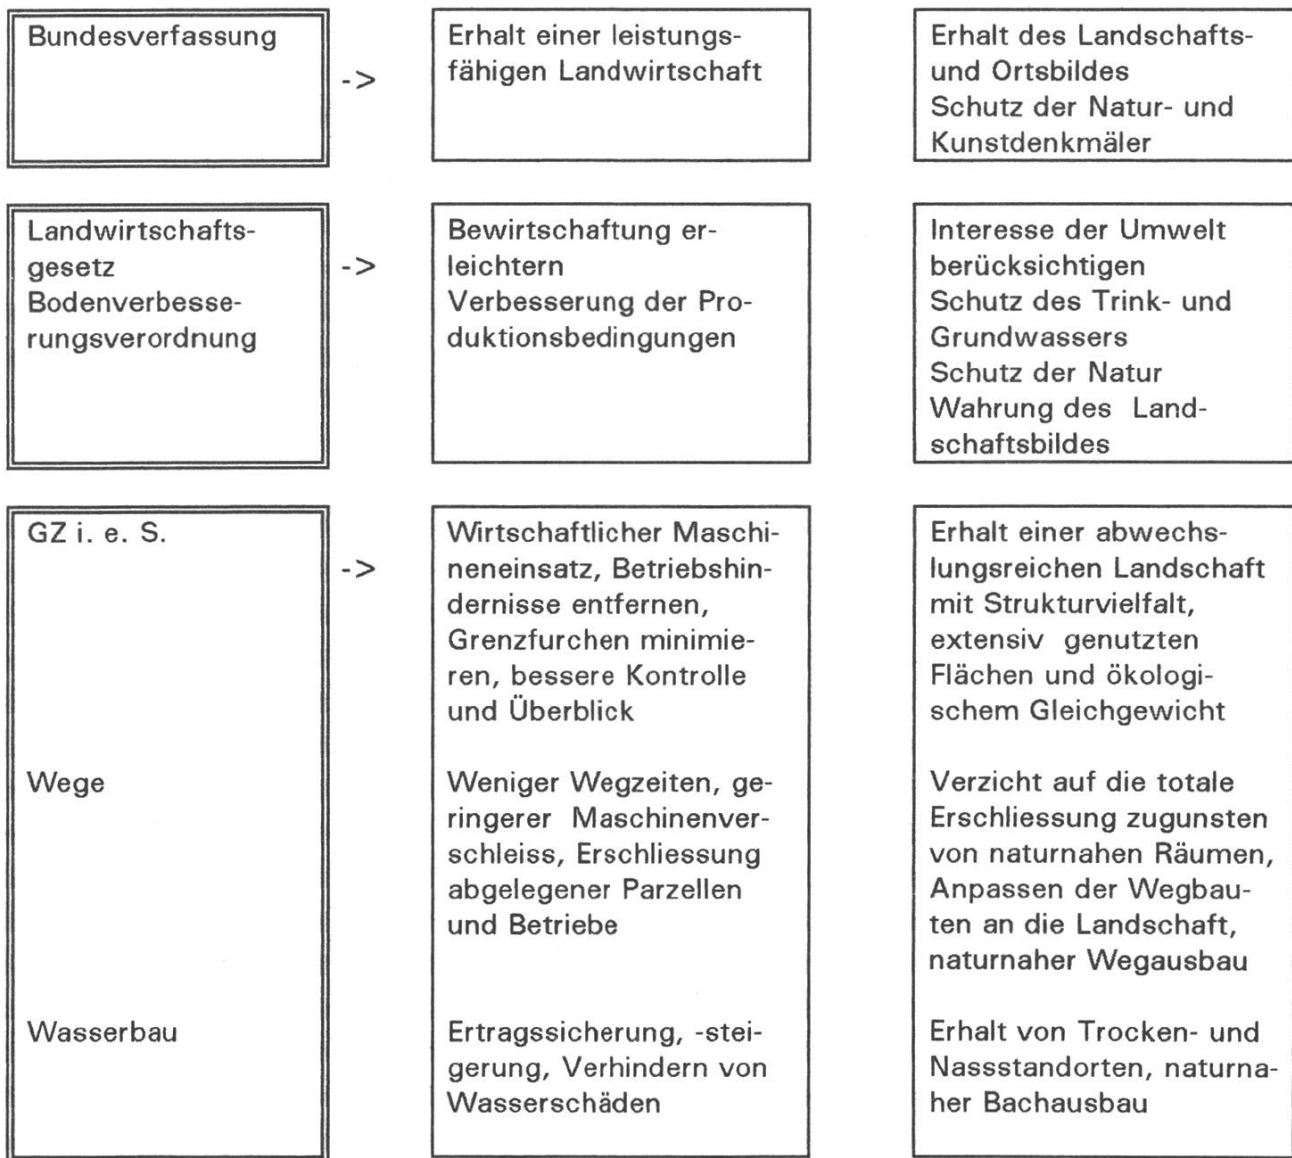 Bundesverfassung
->
Erhalt einer leistungs-
fähigen Landwirtschaft
Erhalt des Landschafts-
und Ortsbildes
Schutz der Natur- und
Kunstdenkmäler
Landwirtschafts-
gesetz
Bodenverbesse-
rungsverordnung
->
Bewirtschaftung er-
leichtern
Verbesserung der Pro-
duktionsbedingungen
Interesse der Umwelt
berücksichtigen
Schutz des Trink- und
Grundwassers
Schutz der Natur
Wahrung des Land-
schaftsbildes
GZ i. e. S.
->
Wirtschaftlicher Maschi-
neneinsatz, Betriebshin-
dernisse entfernen,
Grenzfurchen minimie-
ren, bessere Kontrolle
und Überblick
Erhalt einer abwechs-
lungsreichen Landschaft
mit Strukturvielfalt,
extensiv genutzten
Flächen und ökologi-
schem Gleichgewicht
Wege
Weniger Wegzeiten, ge-
ringerer Maschinenver-
schleiss, Erschliessung
abgelegener Parzellen
und Betriebe
Verzicht auf die totale
Erschliessung zugunsten
von naturnahen Räumen,
Anpassen der Wegbau-
ten an die Landschaft,
naturnaher Wegausbau
Wasserbau
Ertragssicherung, -stei-
gerung, Verhindern von
Wasserschäden
Erhalt von Trocken- und
Nassstandorten, naturna-
her Bachausbau